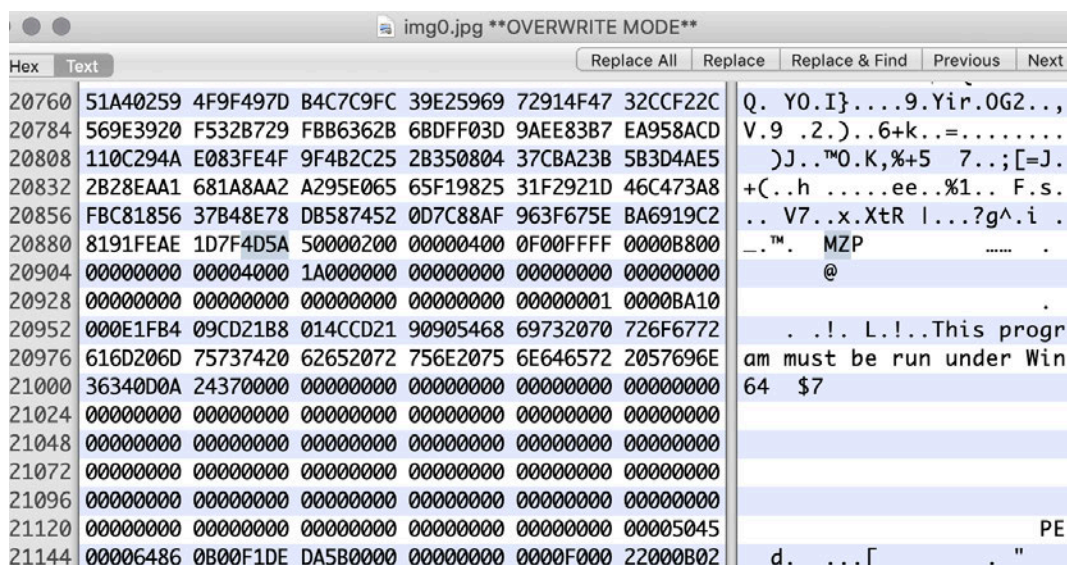 img0.jpg **OVERWRITE MODE**
Hex Text Replace All Replace Replace & Find Previous Next
20760 51A40259 4F9F497D B4C7C9FC 39E25969 72914F47 32CCF22C Q. YO.I}....9.Yir.OG2..,
20784 569E3920 F532B729 FBB6362B 6BDFF03D 9AEE83B7 EA958ACD V.9 .2.)..6+k..=........
20808 110C294A E083FE4F 9F4B2C25 2B350804 37CBA23B 5B3D4AE5 )J..™O.K,%+5 7..;[=J.
20832 2B28EAA1 681A8AA2 A295E065 65F19825 31F2921D 46C473A8 +(..h .....ee..%1.. F.s.
20856 FBC81856 37B48E78 DB587452 0D7C88AF 963F675E BA6919C2 .. V7..x.XtR |...?g^.i .
20880 8191FEAE 1D7F4D5A 50000200 00000400 0F00FFFF 0000B800 _.™. MZP ...... .
20904 00000000 00004000 1A000000 00000000 00000000 00000000 @
20928 00000000 00000000 00000000 00000000 00000001 0000BA10 .
20952 000E1FB4 09CD21B8 014CCD21 90905468 69732070 726F6772 . .!. L.!..This progr
20976 616D206D 75737420 62652072 756E2075 6E646572 2057696E am must be run under Win
21000 36340D0A 24370000 00000000 00000000 00000000 00000000 64 $7
21024 00000000 00000000 00000000 00000000 00000000 00000000
21048 00000000 00000000 00000000 00000000 00000000 00000000
21072 00000000 00000000 00000000 00000000 00000000 00000000
21096 00000000 00000000 00000000 00000000 00000000 00000000
21120 00000000 00000000 00000000 00000000 00000000 00005045 PE
21144 00006486 0B00F1DE DA5B0000 00000000 0000F000 22000B02 d. ...[ . "